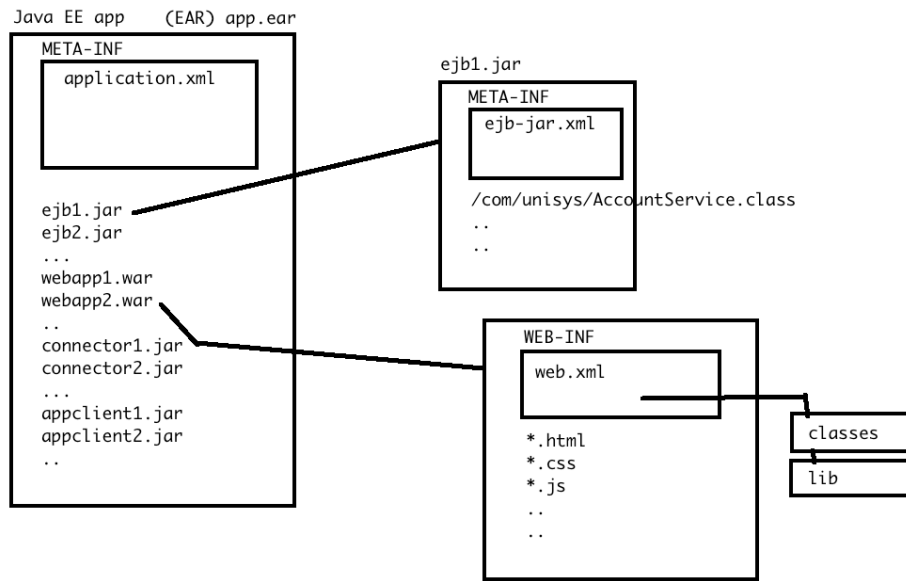 Java EE app (EAR) app.ear
META-INF
application.xml
ejb1.jar
ejb2.jar
...
webapp1.war
webapp2.war
..
connector1.jar
connector2.jar
...
appclient1.jar
appclient2.jar
..
ejb1.jar
META-INF
ejb-jar.xml
/com/unisys/AccountService.class
..
..
WEB-INF
web.xml
*.html
*.css
*.js
..
..
classes
lib